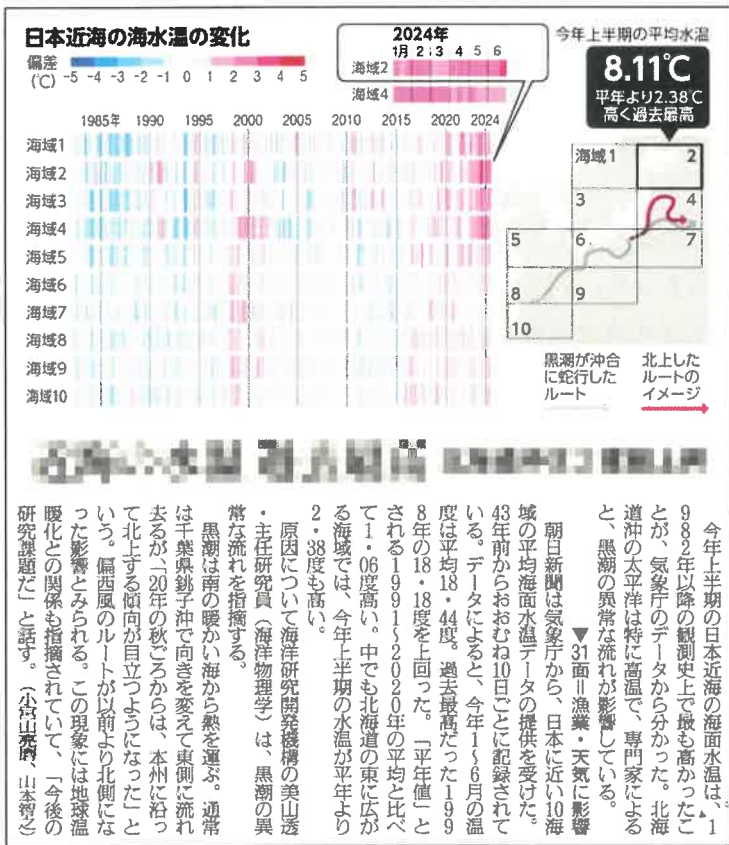 日本近海の海水温の変化
偏差
(℃)
-5 -4 -3 -2 -1 0 1 2 3 4 5
2024年
1月 2 3 4 5 6
海域2
海域4
今年上半期の平均水温
8.11℃
平年より2.38℃
高く過去最高
1985年 1990 1995 2000 2005 2010 2015 2020 2024
海域1
海域2
海域3
海域4
海域5
海域6
海域7
海域8
海域9
海域10
海域1 2
3 4
5 6 7
8 9
10
黒潮が沖合
に蛇行した
ルート
北上した
ルートの
イメージ
今年上半期の日本近海の海面水温は、1
982年以降の観測史上で最も高かったこ
とが、気象庁のデータから分かった。北海
道沖の太平洋は特に高温で、専門家による
と、黒潮の異常な流れが影響している。
▼31面=漁業・天気に影響
朝日新聞は気象庁から、日本に近い10海
域の平均海面水温データの提供を受けた。
43年前からおおむね10日ごとに記録されて
いる。データによると、今年1~6月の温
度は平均18・44度。過去最高だった199
8年の18・18度を上回った。「平年値」と
される1991~2020年の平均と比べ
て1・06度高い。中でも北海道の東に広が
る海域では、今年上半期の水温が平年より
2・38度も高い。
原因について海洋研究開発機構の美山透
・主任研究員(海洋物理学)は、黒潮の異
常な流れを指摘する。
黒潮は南の暖かい海から熱を運ぶ。通常
は千葉県銚子沖で向きを変えて東側に流れ
去るが、「20年の秋ごろからは、本州に沿っ
て北上する傾向が目立つようになった」と
いう。偏西風のルートが以前より北側にな
った影響とみられる。この現象には地球温
暖化との関係も指摘されていて、「今後の
研究課題だ」と話す。(小宮山亮磨、山本智之)